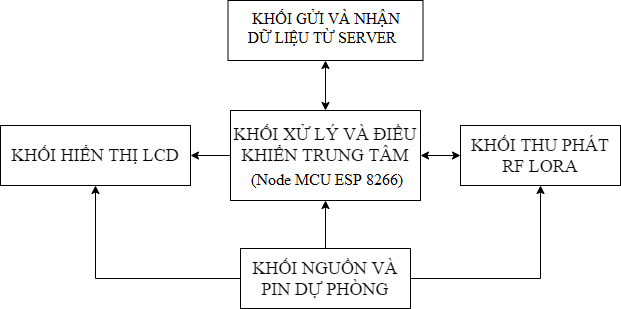 KHỐI GỬI VÀ NHẬN
DỮ LIỆU TỪ SERVER
KHỐI HIỂN THỊ LCD
KHỐI XỬ LÝ VÀ ĐIỀU
KHIỂN TRUNG TÂM
(Node MCU ESP 8266)
KHỐI THU PHÁT
RF LORA
KHỐI NGUỒN VÀ
PIN DỰ PHÒNG